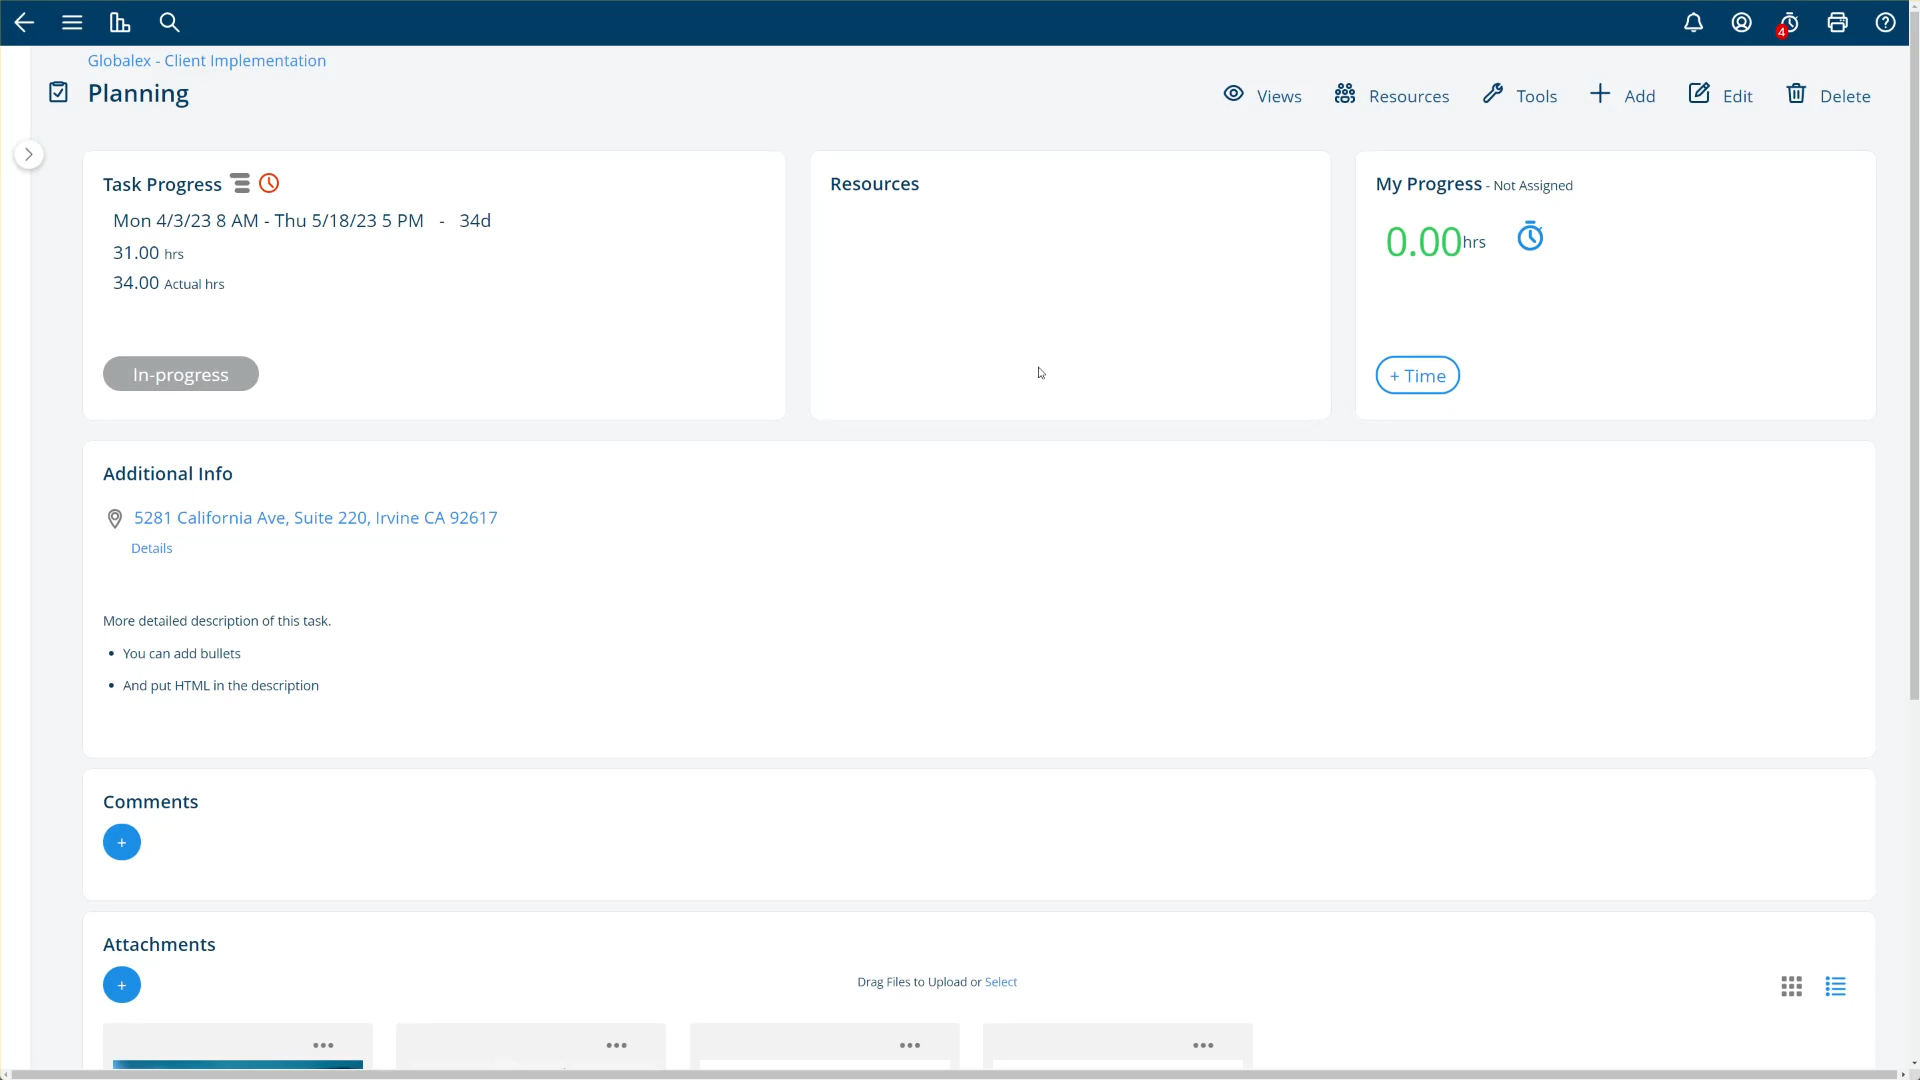 4
Globalex - Client Implementation
Planning
Views Resources Tools Add Edit Delete
Task Progress
Mon 4/3/23 8 AM - Thu 5/18/23 5 PM - 34d
31.00 hrs
34.00 Actual hrs
In-progress
Resources
My Progress - Not Assigned
0.00hrs
+ Time
Additional Info
5281 California Ave, Suite 220, Irvine CA 92617
Details
More detailed description of this task.
• You can add bullets
• And put HTML in the description
Comments
+
Attachments
+
Drag Files to Upload or Select